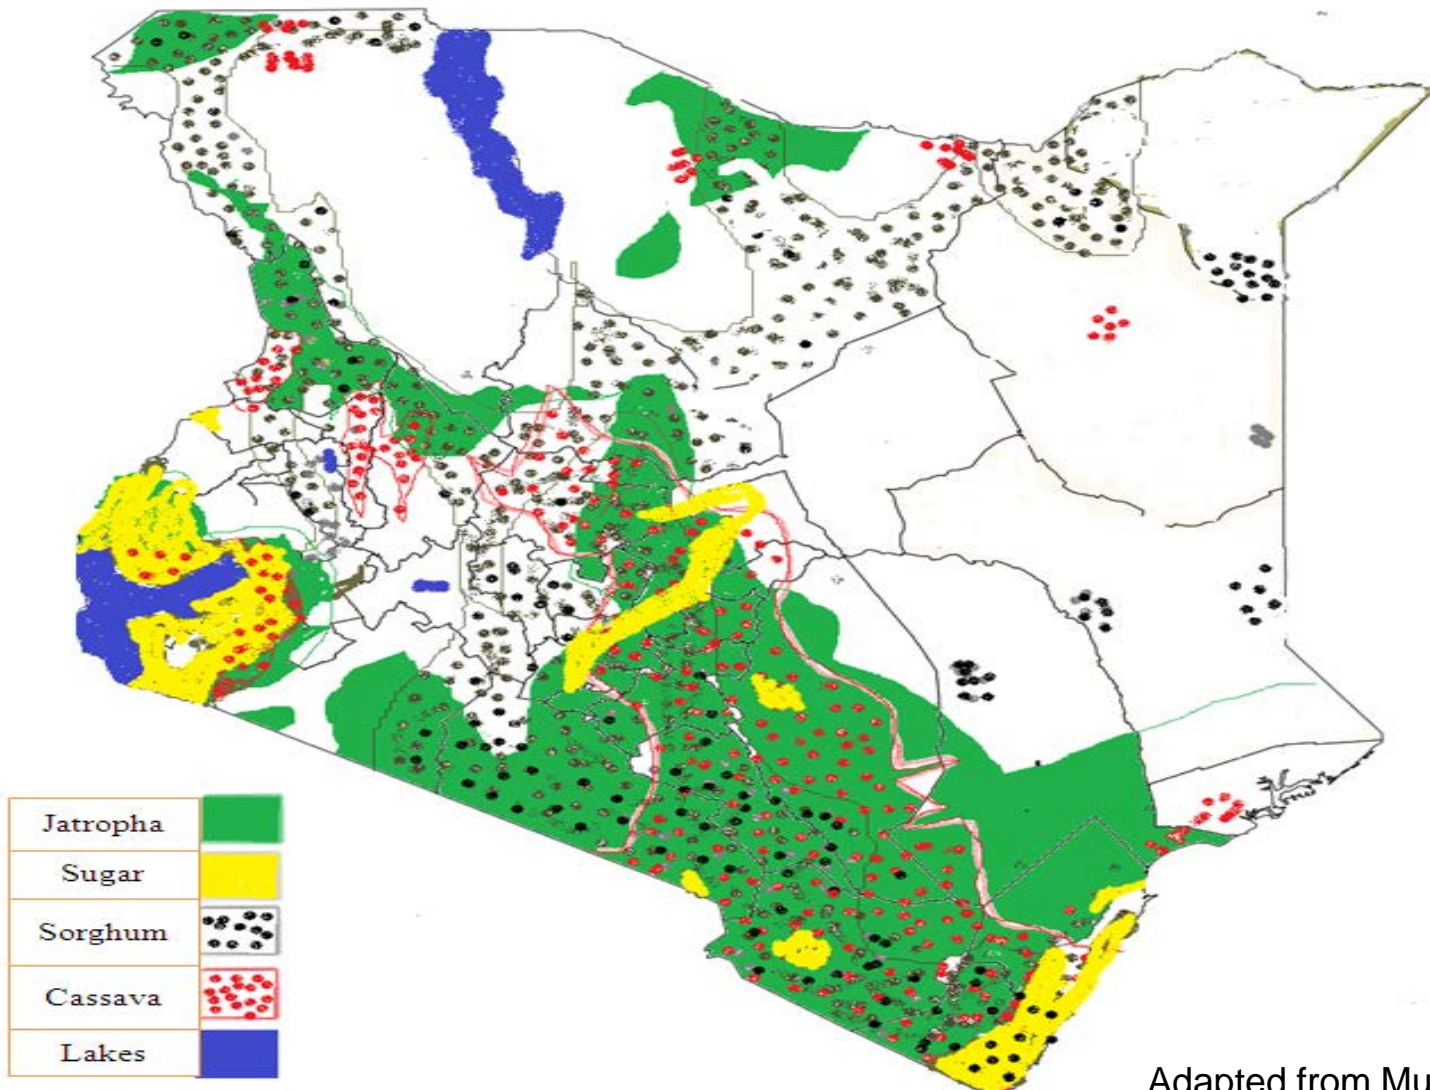 Jatropha
Sugar
Sorghum
Cassava
Lakes
Adapted from Mu